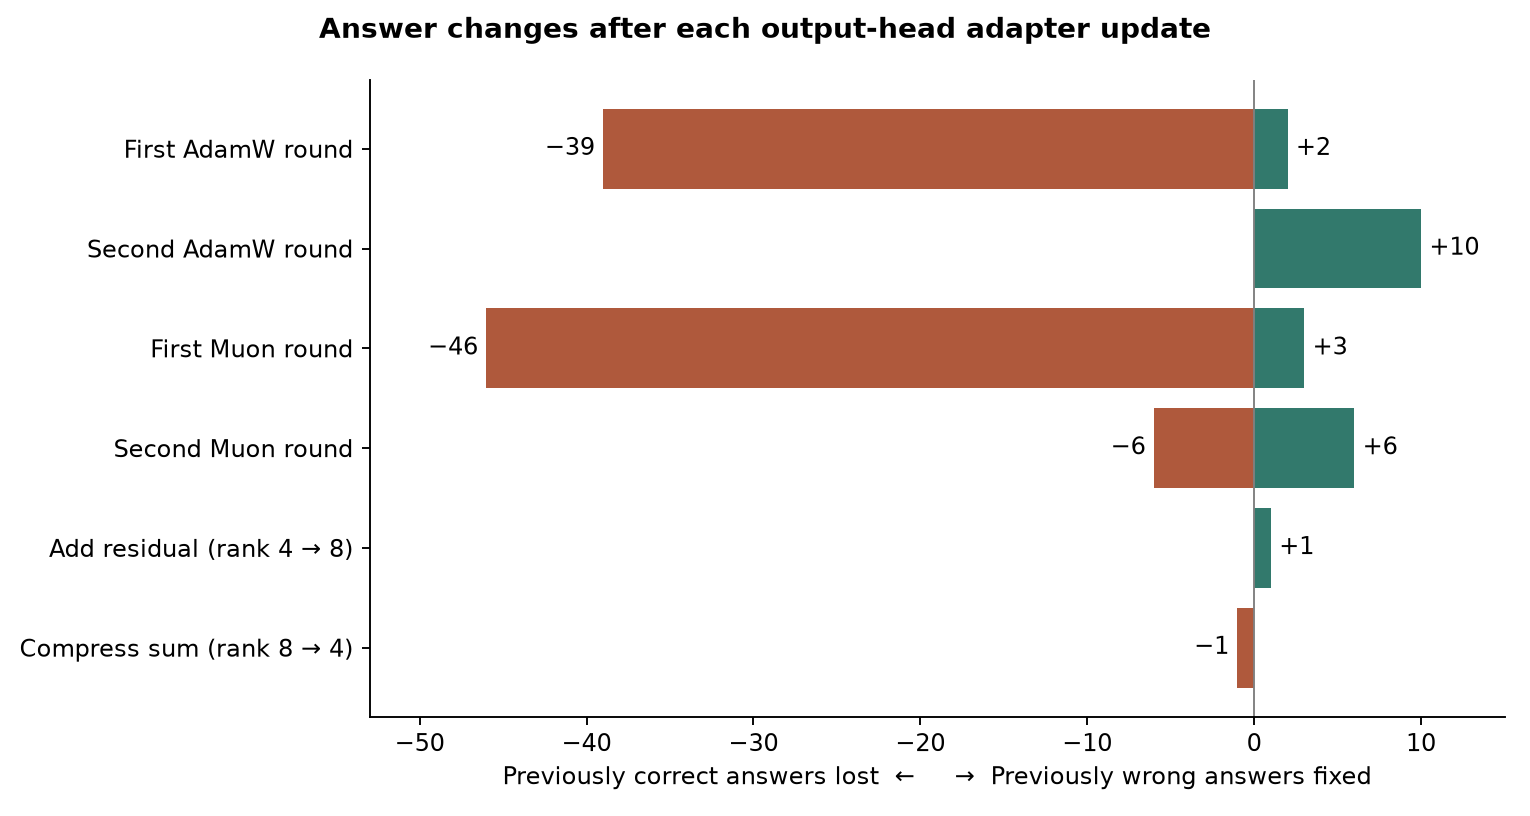 Answer changes after each output-head adapter update
First AdamW round
−39
+2
Second AdamW round
+10
First Muon round
−46
+3
Second Muon round
−6
+6
Add residual (rank 4 → 8)
+1
Compress sum (rank 8 → 4)
−1
−50
−40
−30
−20
−10
0
10
Previously correct answers lost ← → Previously wrong answers fixed